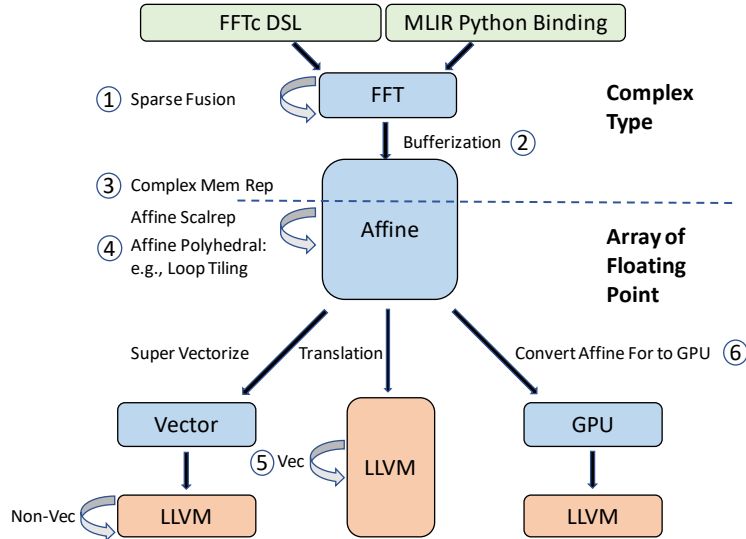 FFTc DSL
MLIR Python Binding
① Sparse Fusion
FFT
Complex
Type
Bufferization ②
③ Complex Mem Rep
Affine Scalrep
④ Affine Polyhedral:
e.g., Loop Tiling
Affine
Array of
Floating
Point
Super Vectorize
Translation
Convert Affine For to GPU ⑥
Vector
GPU
⑤ Vec
LLVM
Non-Vec
LLVM
LLVM